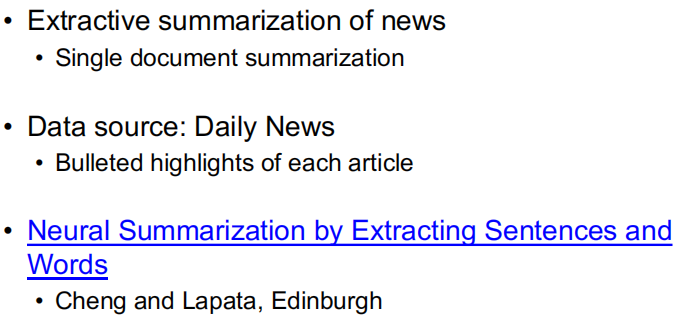 • Extractive summarization of news
• Single document summarization
• Data source: Daily News
• Bulleted highlights of each article
• Neural Summarization by Extracting Sentences and
Words
• Cheng and Lapata, Edinburgh